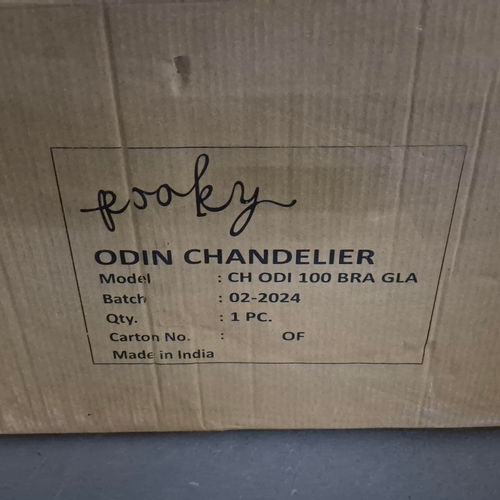 pooky
ODIN CHANDELIER
Model : CH ODI 100 BRA GLA
Batch : 02-2024
Qty. : 1 PC.
Carton No. : OF
Made in India